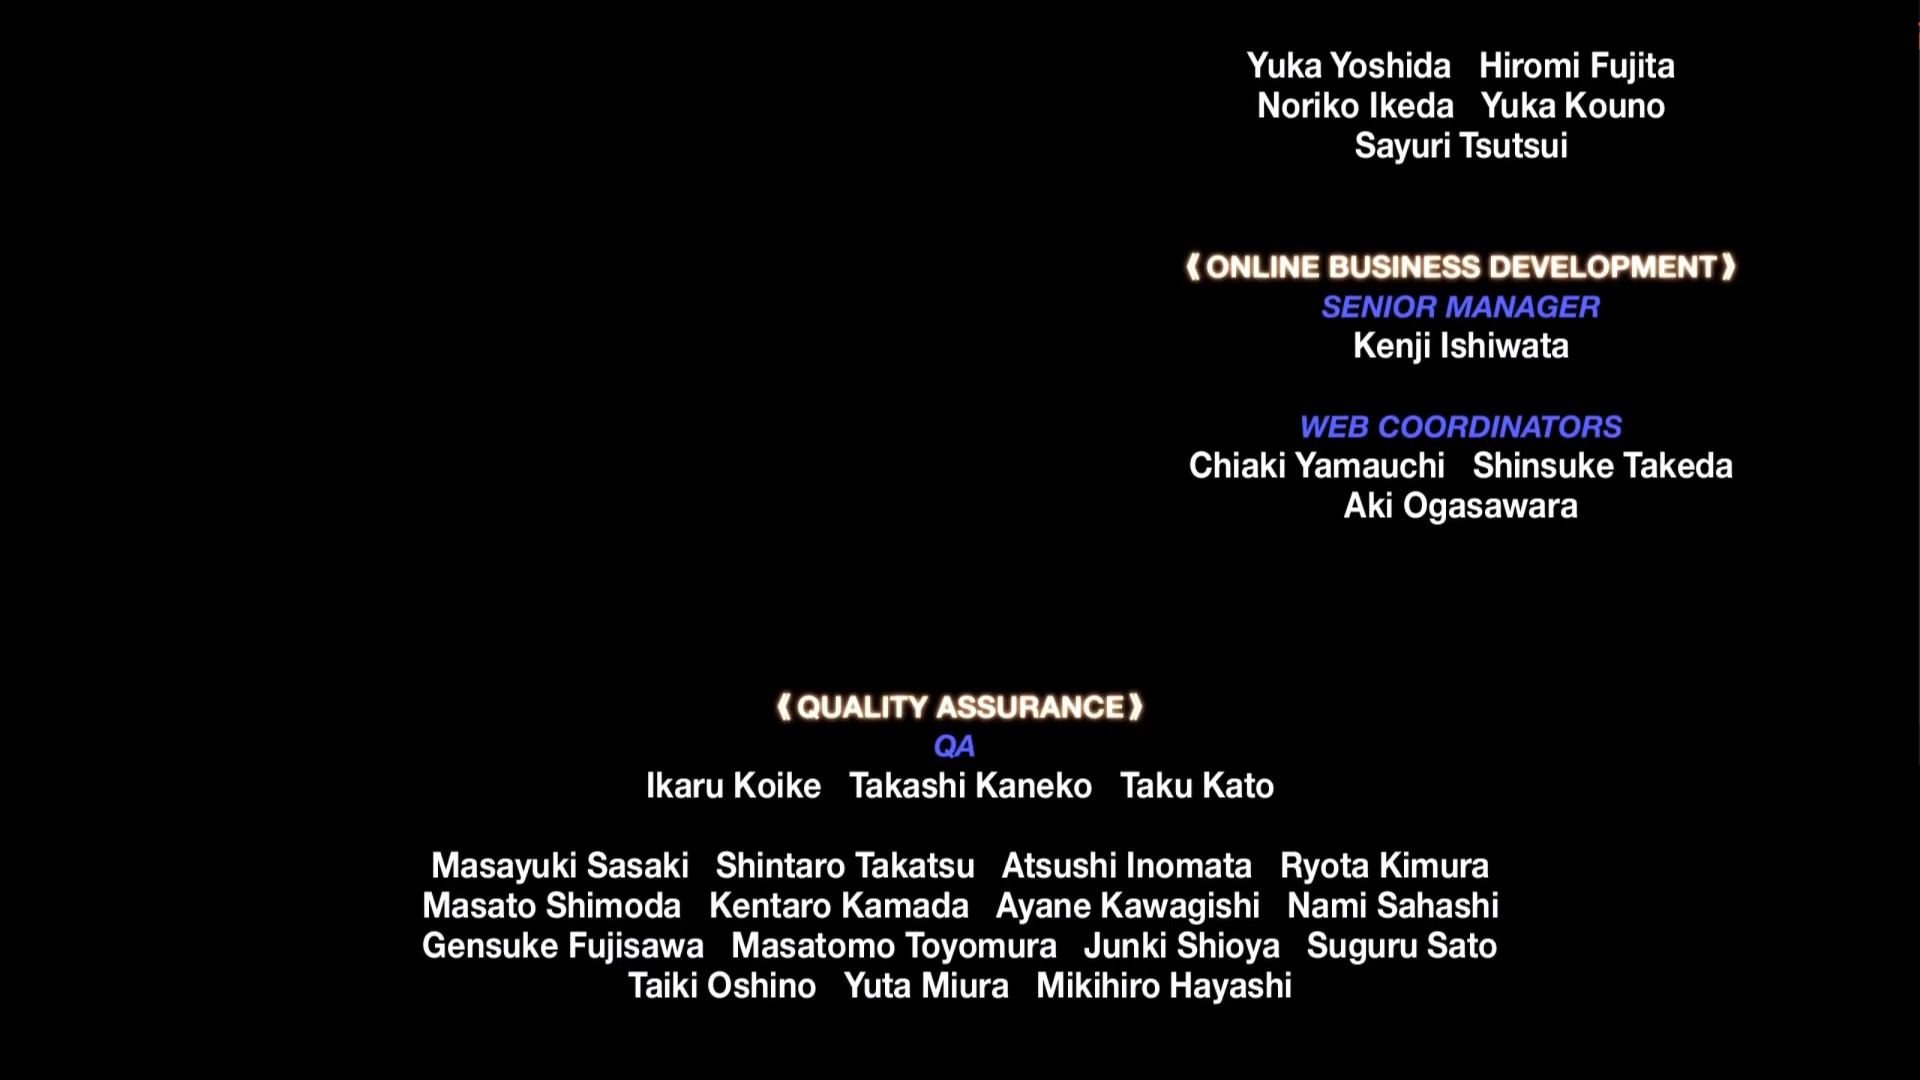 Yuka Yoshida Hiromi Fujita
Noriko Ikeda Yuka Kouno
Sayuri Tsutsui
⟪ONLINE BUSINESS DEVELOPMENT⟫
SENIOR MANAGER
Kenji Ishiwata
WEB COORDINATORS
Chiaki Yamauchi Shinsuke Takeda
Aki Ogasawara
⟪QUALITY ASSURANCE⟫
QA
Ikaru Koike Takashi Kaneko Taku Kato
Masayuki Sasaki Shintaro Takatsu Atsushi Inomata Ryota Kimura
Masato Shimoda Kentaro Kamada Ayane Kawagishi Nami Sahashi
Gensuke Fujisawa Masatomo Toyomura Junki Shioya Suguru Sato
Taiki Oshino Yuta Miura Mikihiro Hayashi